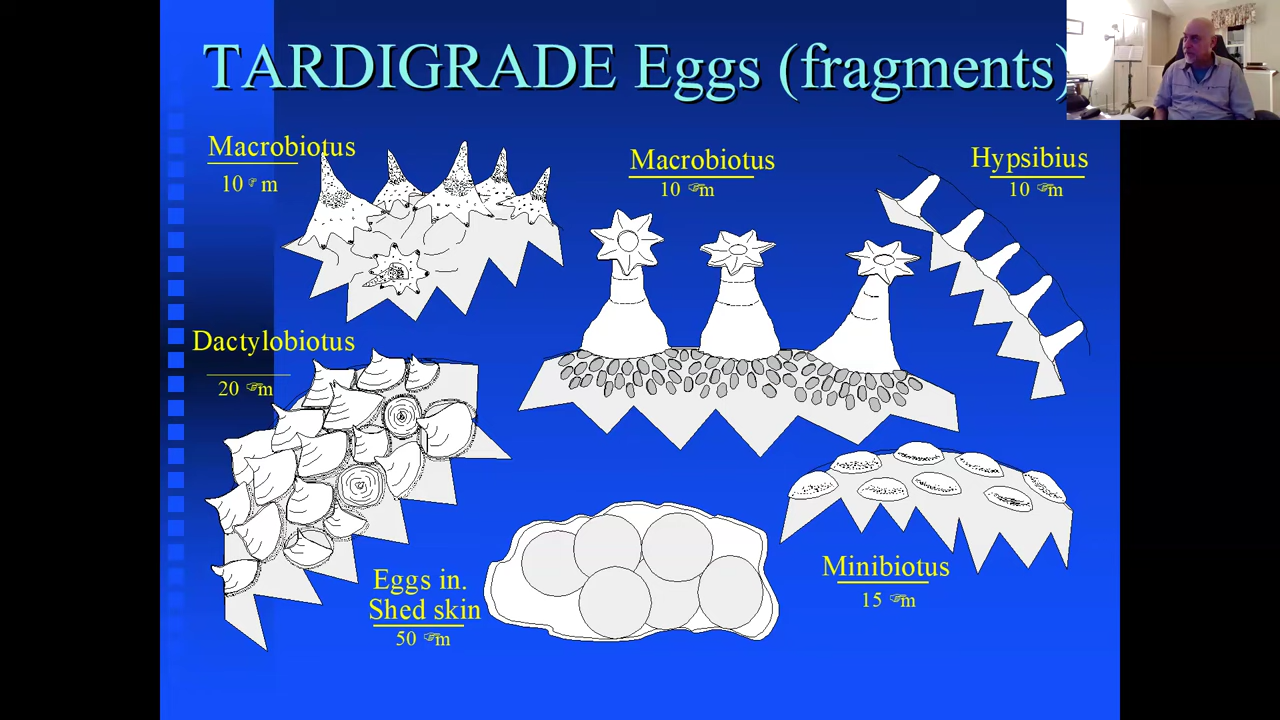 TARDIGRADE Eggs (fragments)
Macrobiotus
10 ☞ m
Macrobiotus
10 ☞m
Hypsibius
10 ☞m
Dactylobiotus
20 ☞m
Eggs in.
Shed skin
50 ☞m
Minibiotus
15 ☞m